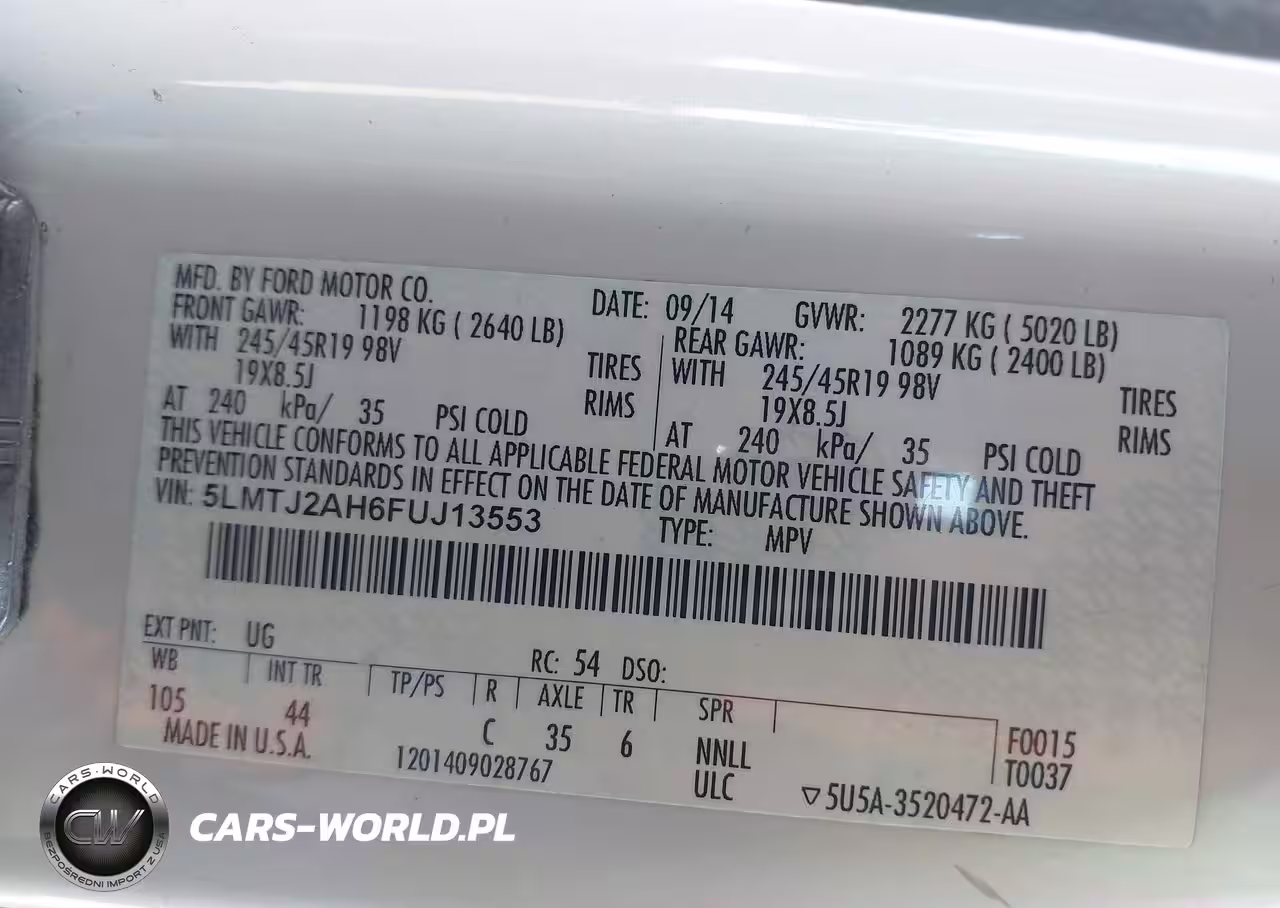 MFD. BY FORD MOTOR CO. DATE: 09/14 GVWR: 2277 KG ( 5020 LB)
FRONT GAWR: 1198 KG ( 2640 LB) REAR GAWR: 1089 KG ( 2400 LB)
WITH 245/45R19 98V TIRES WITH 245/45R19 98V TIRES
19X8.5J RIMS 19X8.5J RIMS
AT 240 kPa/ 35 PSI COLD AT 240 kPa/ 35 PSI COLD
THIS VEHICLE CONFORMS TO ALL APPLICABLE FEDERAL MOTOR VEHICLE SAFETY AND THEFT
PREVENTION STANDARDS IN EFFECT ON THE DATE OF MANUFACTURE SHOWN ABOVE.
VIN: 5LMTJ2AH6FUJ13553 TYPE: MPV
EXT PNT: UG RC: 54 DSO:
WB INT TR TP/PS R AXLE TR SPR
105 44 C 35 6 NNLL F0015
MADE IN U.S.A. 1201409028767 ULC T0037
▽5U5A-3520472-AA
CARS-WORLD
CW
BEZPOŚREDNI IMPORT Z USA
CARS-WORLD.PL